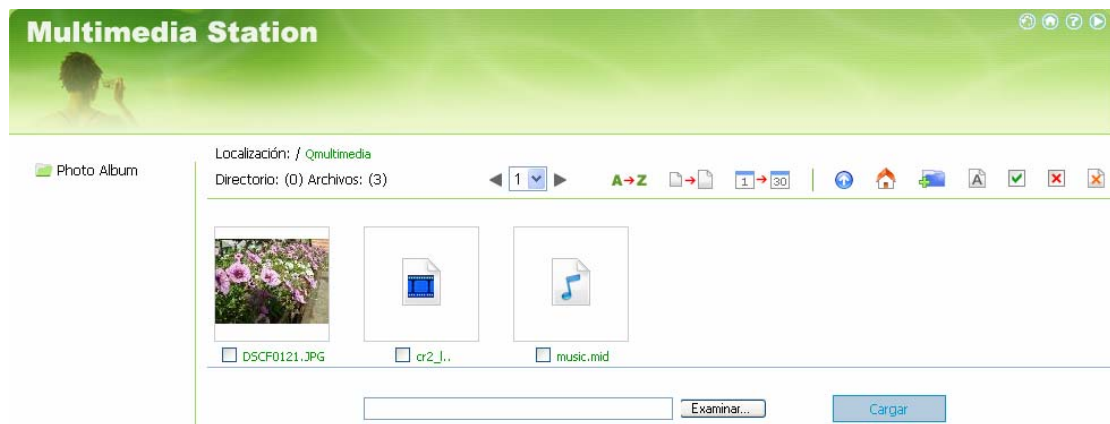 Multimedia Station
Photo Album
Localización: / Qmultimedia
Directorio: (0) Archivos: (3)
1
A→Z
1→30
A
DSCF0121.JPG
cr2_l..
music.mid
Examinar...
Cargar